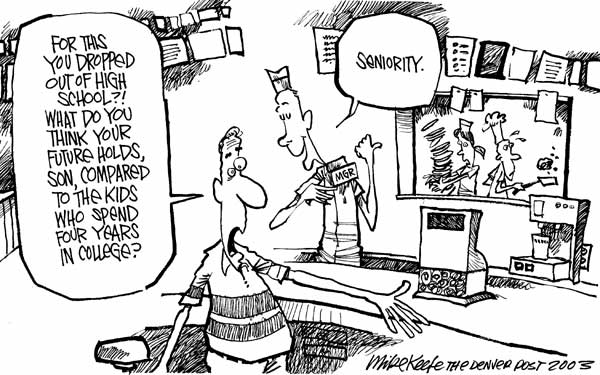 FOR THIS
YOU DROPPED
OUT OF HIGH
SCHOOL?!
WHAT DO YOU
THINK YOUR
FUTURE HOLDS,
SON, COMPARED
TO THE KIDS
WHO SPEND
FOUR YEARS
IN COLLEGE?
SENIORITY.
MGR
MIKE KEEFE THE DENVER POST 2003